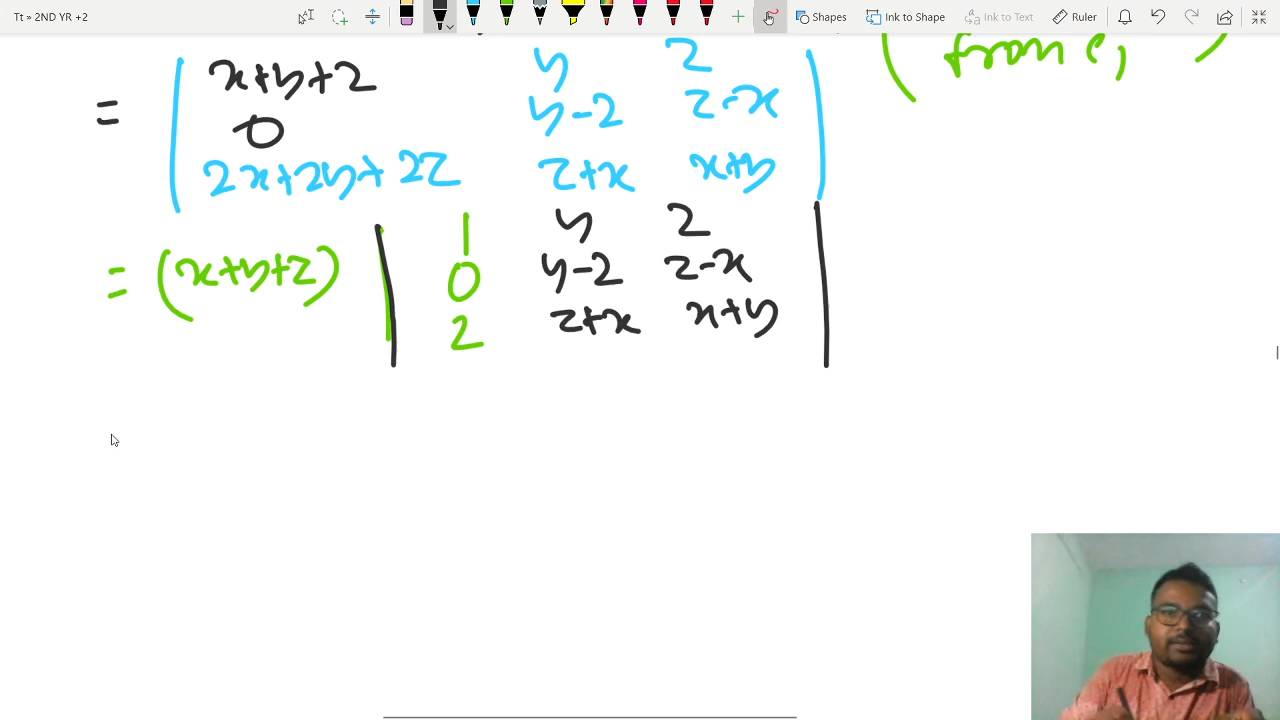 T: » 2ND YR +2
Shapes Ink to Shape Ink to Text Ruler
(from C₁)
= | x+y+z y z |
| 0 y-z z-x |
| 2x+2y+2z z+x x+y |
= (x+y+z) | 1 y z |
| 0 y-z z-x |
| 2 z+x x+y |